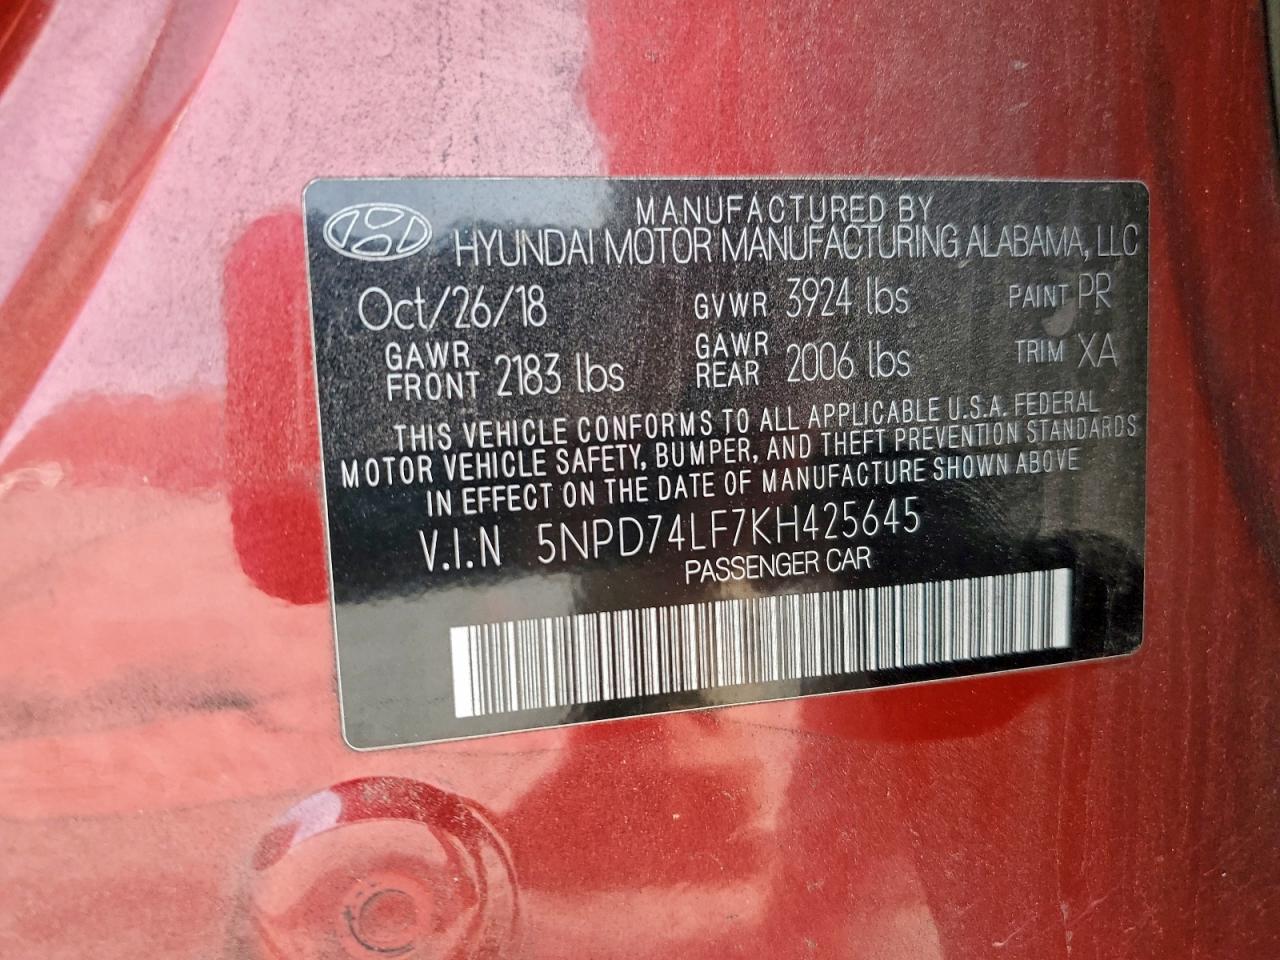 MANUFACTURED BY
HYUNDAI MOTOR MANUFACTURING ALABAMA, LLC
Oct/26/18 GVWR 3924 lbs PAINT PR
GAWR FRONT 2183 lbs GAWR REAR 2006 lbs TRIM XA
THIS VEHICLE CONFORMS TO ALL APPLICABLE U.S.A. FEDERAL
MOTOR VEHICLE SAFETY, BUMPER, AND THEFT PREVENTION STANDARDS
IN EFFECT ON THE DATE OF MANUFACTURE SHOWN ABOVE
V.I.N 5NPD74LF7KH425645
PASSENGER CAR